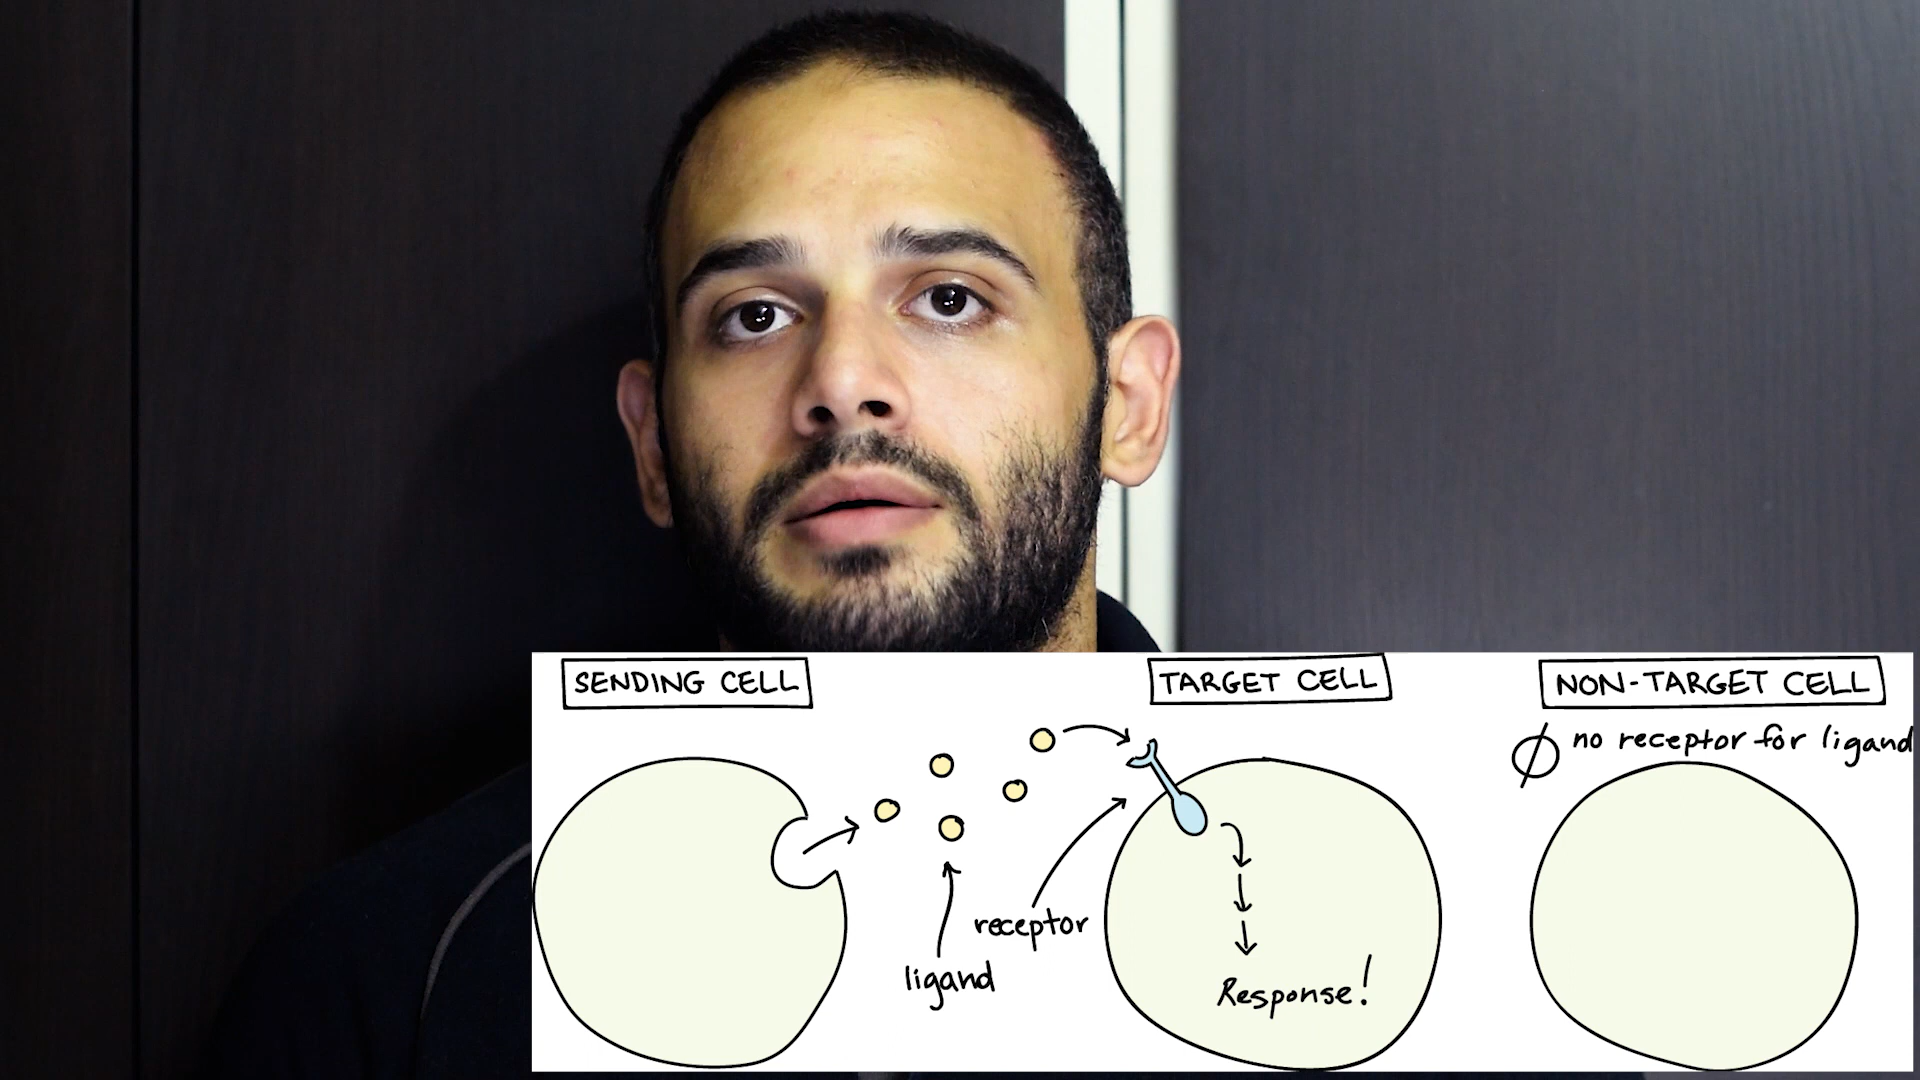 SENDING CELL
TARGET CELL
NON-TARGET CELL
Ø no receptor for ligand
receptor
ligand
Response!